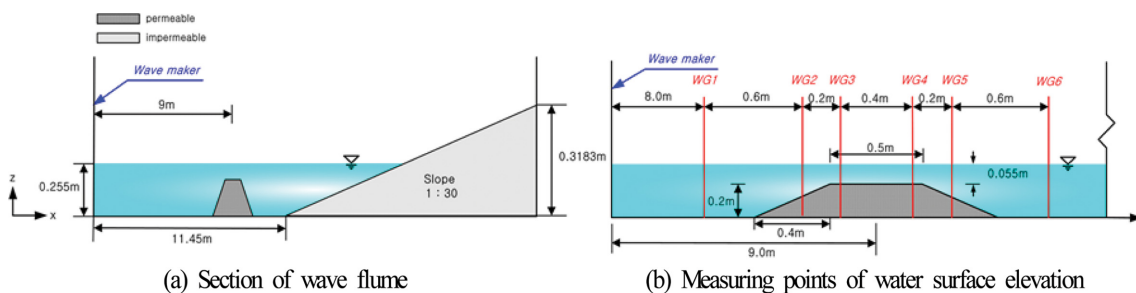 permeable
impermeable
Wave maker
9m
0.255m
z
x
11.45m
Slope
1 : 30
0.3183m
(a) Section of wave flume
Wave maker
WG1
WG2
WG3
WG4
WG5
WG6
8.0m
0.6m
0.2m
0.4m
0.2m
0.6m
0.5m
0.055m
0.2m
0.4m
9.0m
(b) Measuring points of water surface elevation